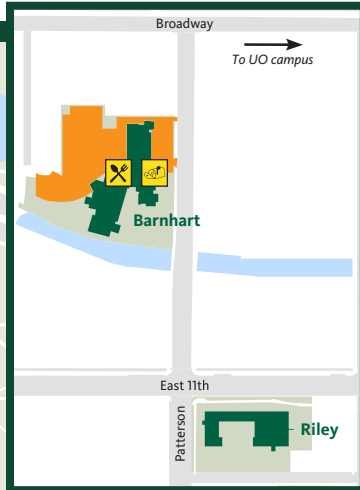 Broadway
To UO campus
Barnhart
East 11th
Patterson
Riley